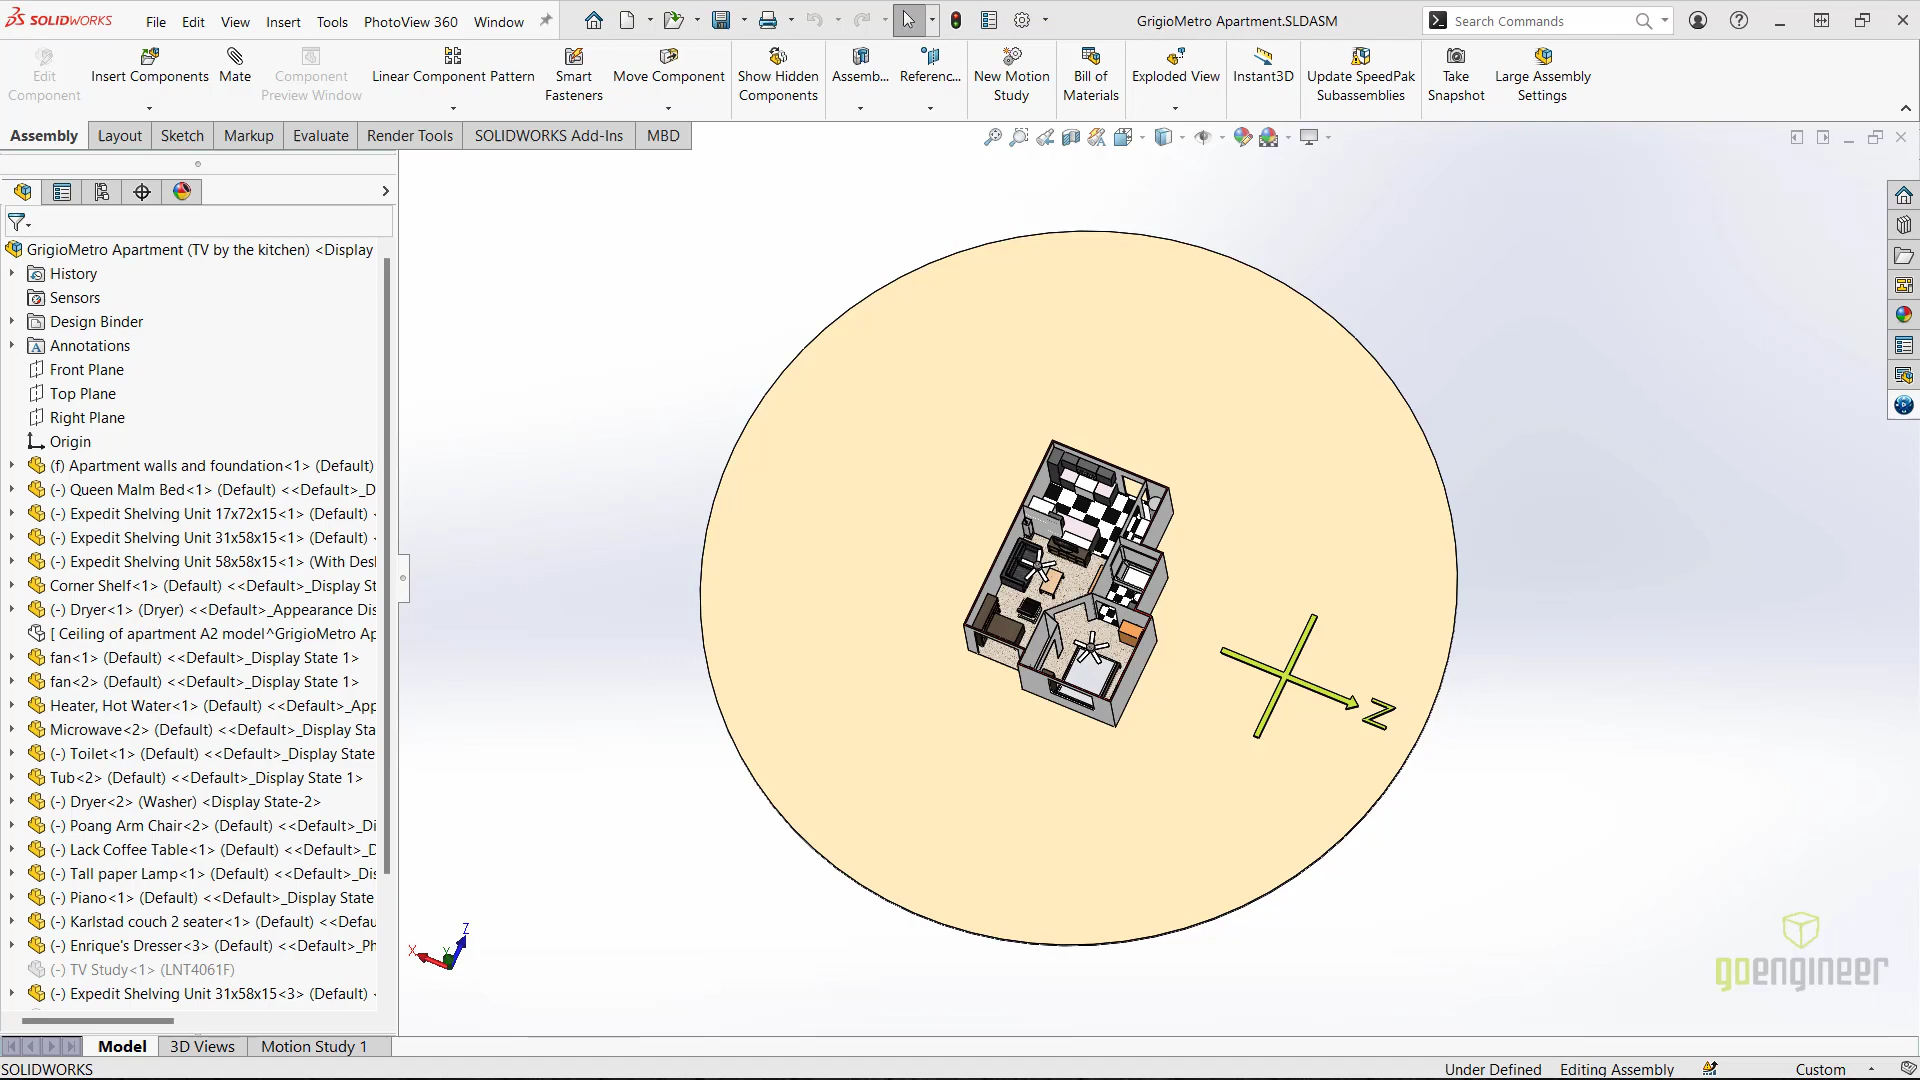 SOLIDWORKS File Edit View Insert Tools PhotoView 360 Window GrigioMetro Apartment.SLDASM Search Commands
Edit Component
Insert Components
Mate
Component Preview Window
Linear Component Pattern
Smart Fasteners
Move Component
Show Hidden Components
Assemb...
Referenc...
New Motion Study
Bill of Materials
Exploded View
Instant3D
Update SpeedPak Subassemblies
Take Snapshot
Large Assembly Settings
Assembly Layout Sketch Markup Evaluate Render Tools SOLIDWORKS Add-Ins MBD
GrigioMetro Apartment (TV by the kitchen) <Display
History
Sensors
Design Binder
Annotations
Front Plane
Top Plane
Right Plane
Origin
(f) Apartment walls and foundation<1> (Default)
(-) Queen Malm Bed<1> (Default) <<Default>_D
(-) Expedit Shelving Unit 17x72x15<1> (Default)
(-) Expedit Shelving Unit 31x58x15<1> (Default)
(-) Expedit Shelving Unit 58x58x15<1> (With Des
Corner Shelf<1> (Default) <<Default>_Display St
(-) Dryer<1> (Dryer) <<Default>_Appearance Dis
[ Ceiling of apartment A2 model^GrigioMetro Ap
fan<1> (Default) <<Default>_Display State 1>
fan<2> (Default) <<Default>_Display State 1>
Heater, Hot Water<1> (Default) <<Default>_App
Microwave<2> (Default) <<Default>_Display Sta
(-) Toilet<1> (Default) <<Default>_Display State
Tub<2> (Default) <<Default>_Display State 1>
(-) Dryer<2> (Washer) <Display State-2>
(-) Poang Arm Chair<2> (Default) <<Default>_Di
(-) Lack Coffee Table<1> (Default) <<Default>_D
(-) Tall paper Lamp<1> (Default) <<Default>_Dis
(-) Piano<1> (Default) <<Default>_Display State
(-) Karlstad couch 2 seater<1> (Default) <<Defau
(-) Enrique's Dresser<3> (Default) <<Default>_Ph
(-) TV Study<1> (LNT4061F)
(-) Expedit Shelving Unit 31x58x15<3> (Default)
N
X Y Z
goengineer
Model 3D Views Motion Study 1
SOLIDWORKS Under Defined Editing Assembly Custom